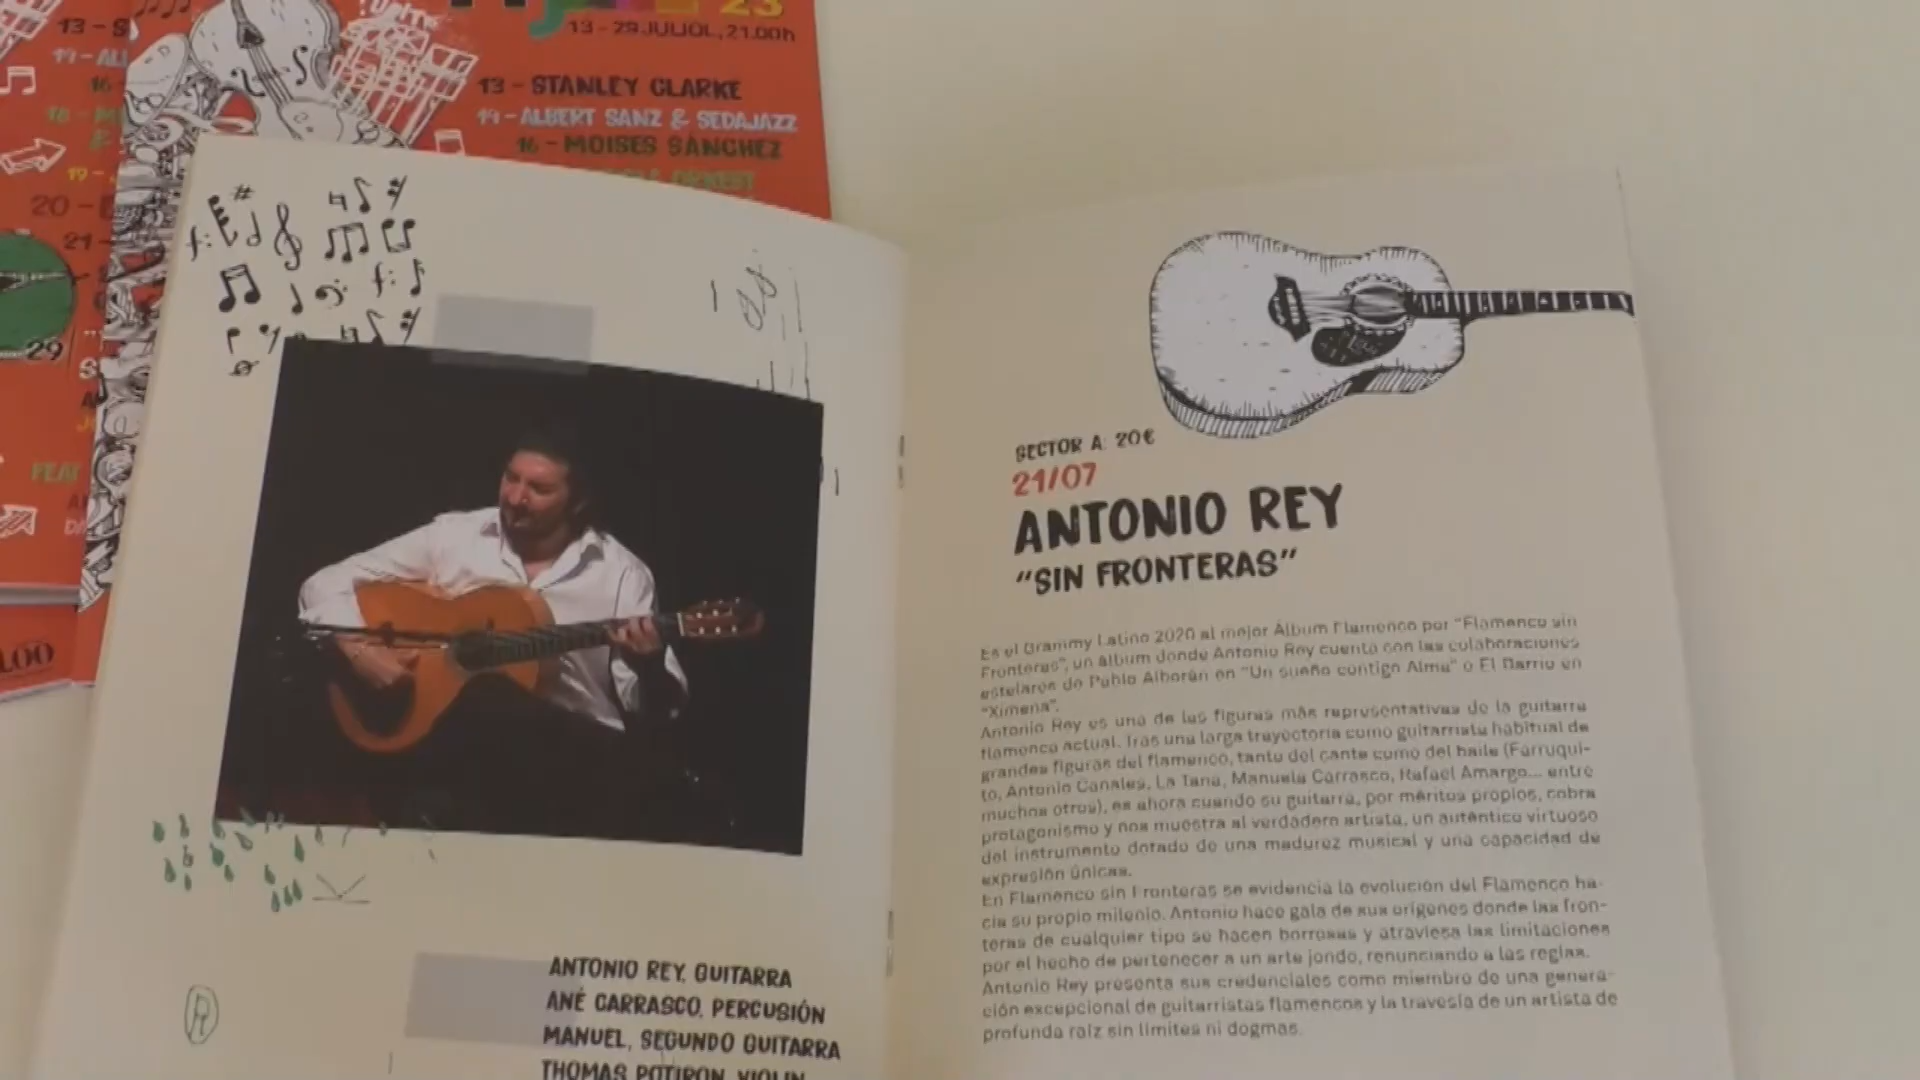 23
13 - 29 JULIOL, 21.00h
13 - STANLEY CLARKE
14 - ALBERT SANZ & SEDAJAZZ
16 - MOISES SÁNCHEZ
13 - S
14 - AL
16 -
18 - M
&
19 -
20 -
21 -
29
SECTOR A: 20€
21/07
ANTONIO REY
"SIN FRONTERAS"
Es el Grammy Latino 2020 al mejor Álbum Flamenco por "Flamenco sin
Fronteras", un álbum donde Antonio Rey cuenta con las colaboraciones
estelares de Pablo Alborán en "Un sueño contigo Alma" o El Barrio en
"Ximena".
Antonio Rey es una de las figuras más representativas de la guitarra
flamenca actual. Tras una larga trayectoria como guitarrista habitual de
grandes figuras del flamenco, tanto del cante como del baile (Farruqui-
to, Antonio Canales, La Tana, Manuela Carrasco, Rafael Amargo... entre
muchos otros), es ahora cuando su guitarra, por méritos propios, cobra
protagonismo y nos muestra al verdadero artista, un auténtico virtuoso
del instrumento dotado de una madurez musical y una capacidad de
expresión únicas.
En Flamenco sin Fronteras se evidencia la evolución del Flamenco ha-
cia su propio milenio. Antonio hace gala de sus orígenes donde las fron-
teras de cualquier tipo se hacen borrosas y atraviesa las limitaciones
por el hecho de pertenecer a un arte jondo, renunciando a las reglas.
Antonio Rey presenta sus credenciales como miembro de una genera-
ción excepcional de guitarristas flamencos y la travesía de un artista de
profunda raíz sin límites ni dogmas.
ANTONIO REY, GUITARRA
ANÉ CARRASCO, PERCUSIÓN
MANUEL, SEGUNDO GUITARRA
THOMAS POTIRON, VIOLIN